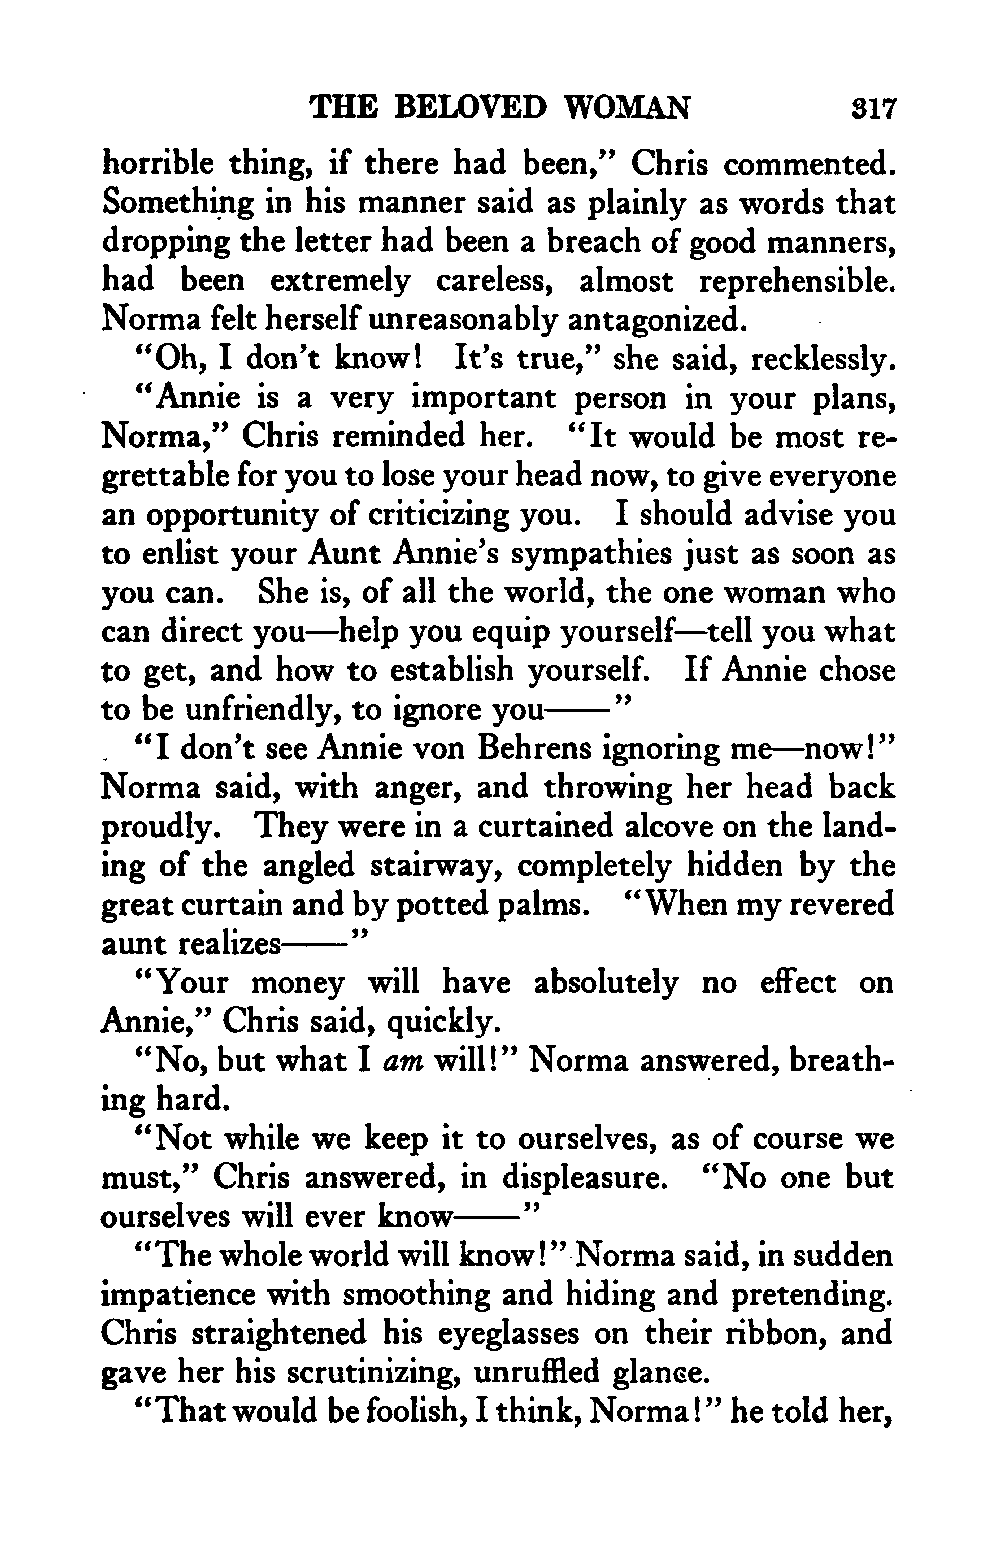 THE BELOVED WOMAN 317
horrible thing, if there had been,” Chris commented.
Something in his manner said as plainly as words that
dropping the letter had been a breach of good manners,
had been extremely careless, almost reprehensible.
Norma felt herself unreasonably antagonized.
“Oh, I don’t know! It’s true,” she said, recklessly.
“Annie is a very important person in your plans,
Norma,” Chris reminded her. “It would be most re-
grettable for you to lose your head now, to give everyone
an opportunity of criticizing you. I should advise you
to enlist your Aunt Annie’s sympathies just as soon as
you can. She is, of all the world, the one woman who
can direct you—help you equip yourself—tell you what
to get, and how to establish yourself. If Annie chose
to be unfriendly, to ignore you——”
“I don’t see Annie von Behrens ignoring me—now!”
Norma said, with anger, and throwing her head back
proudly. They were in a curtained alcove on the land-
ing of the angled stairway, completely hidden by the
great curtain and by potted palms. “When my revered
aunt realizes——”
“Your money will have absolutely no effect on
Annie,” Chris said, quickly.
“No, but what I am will!” Norma answered, breath-
ing hard.
“Not while we keep it to ourselves, as of course we
must,” Chris answered, in displeasure. “No one but
ourselves will ever know——”
“The whole world will know!” Norma said, in sudden
impatience with smoothing and hiding and pretending.
Chris straightened his eyeglasses on their ribbon, and
gave her his scrutinizing, unruffled glance.
“That would be foolish, I think, Norma!” he told her,